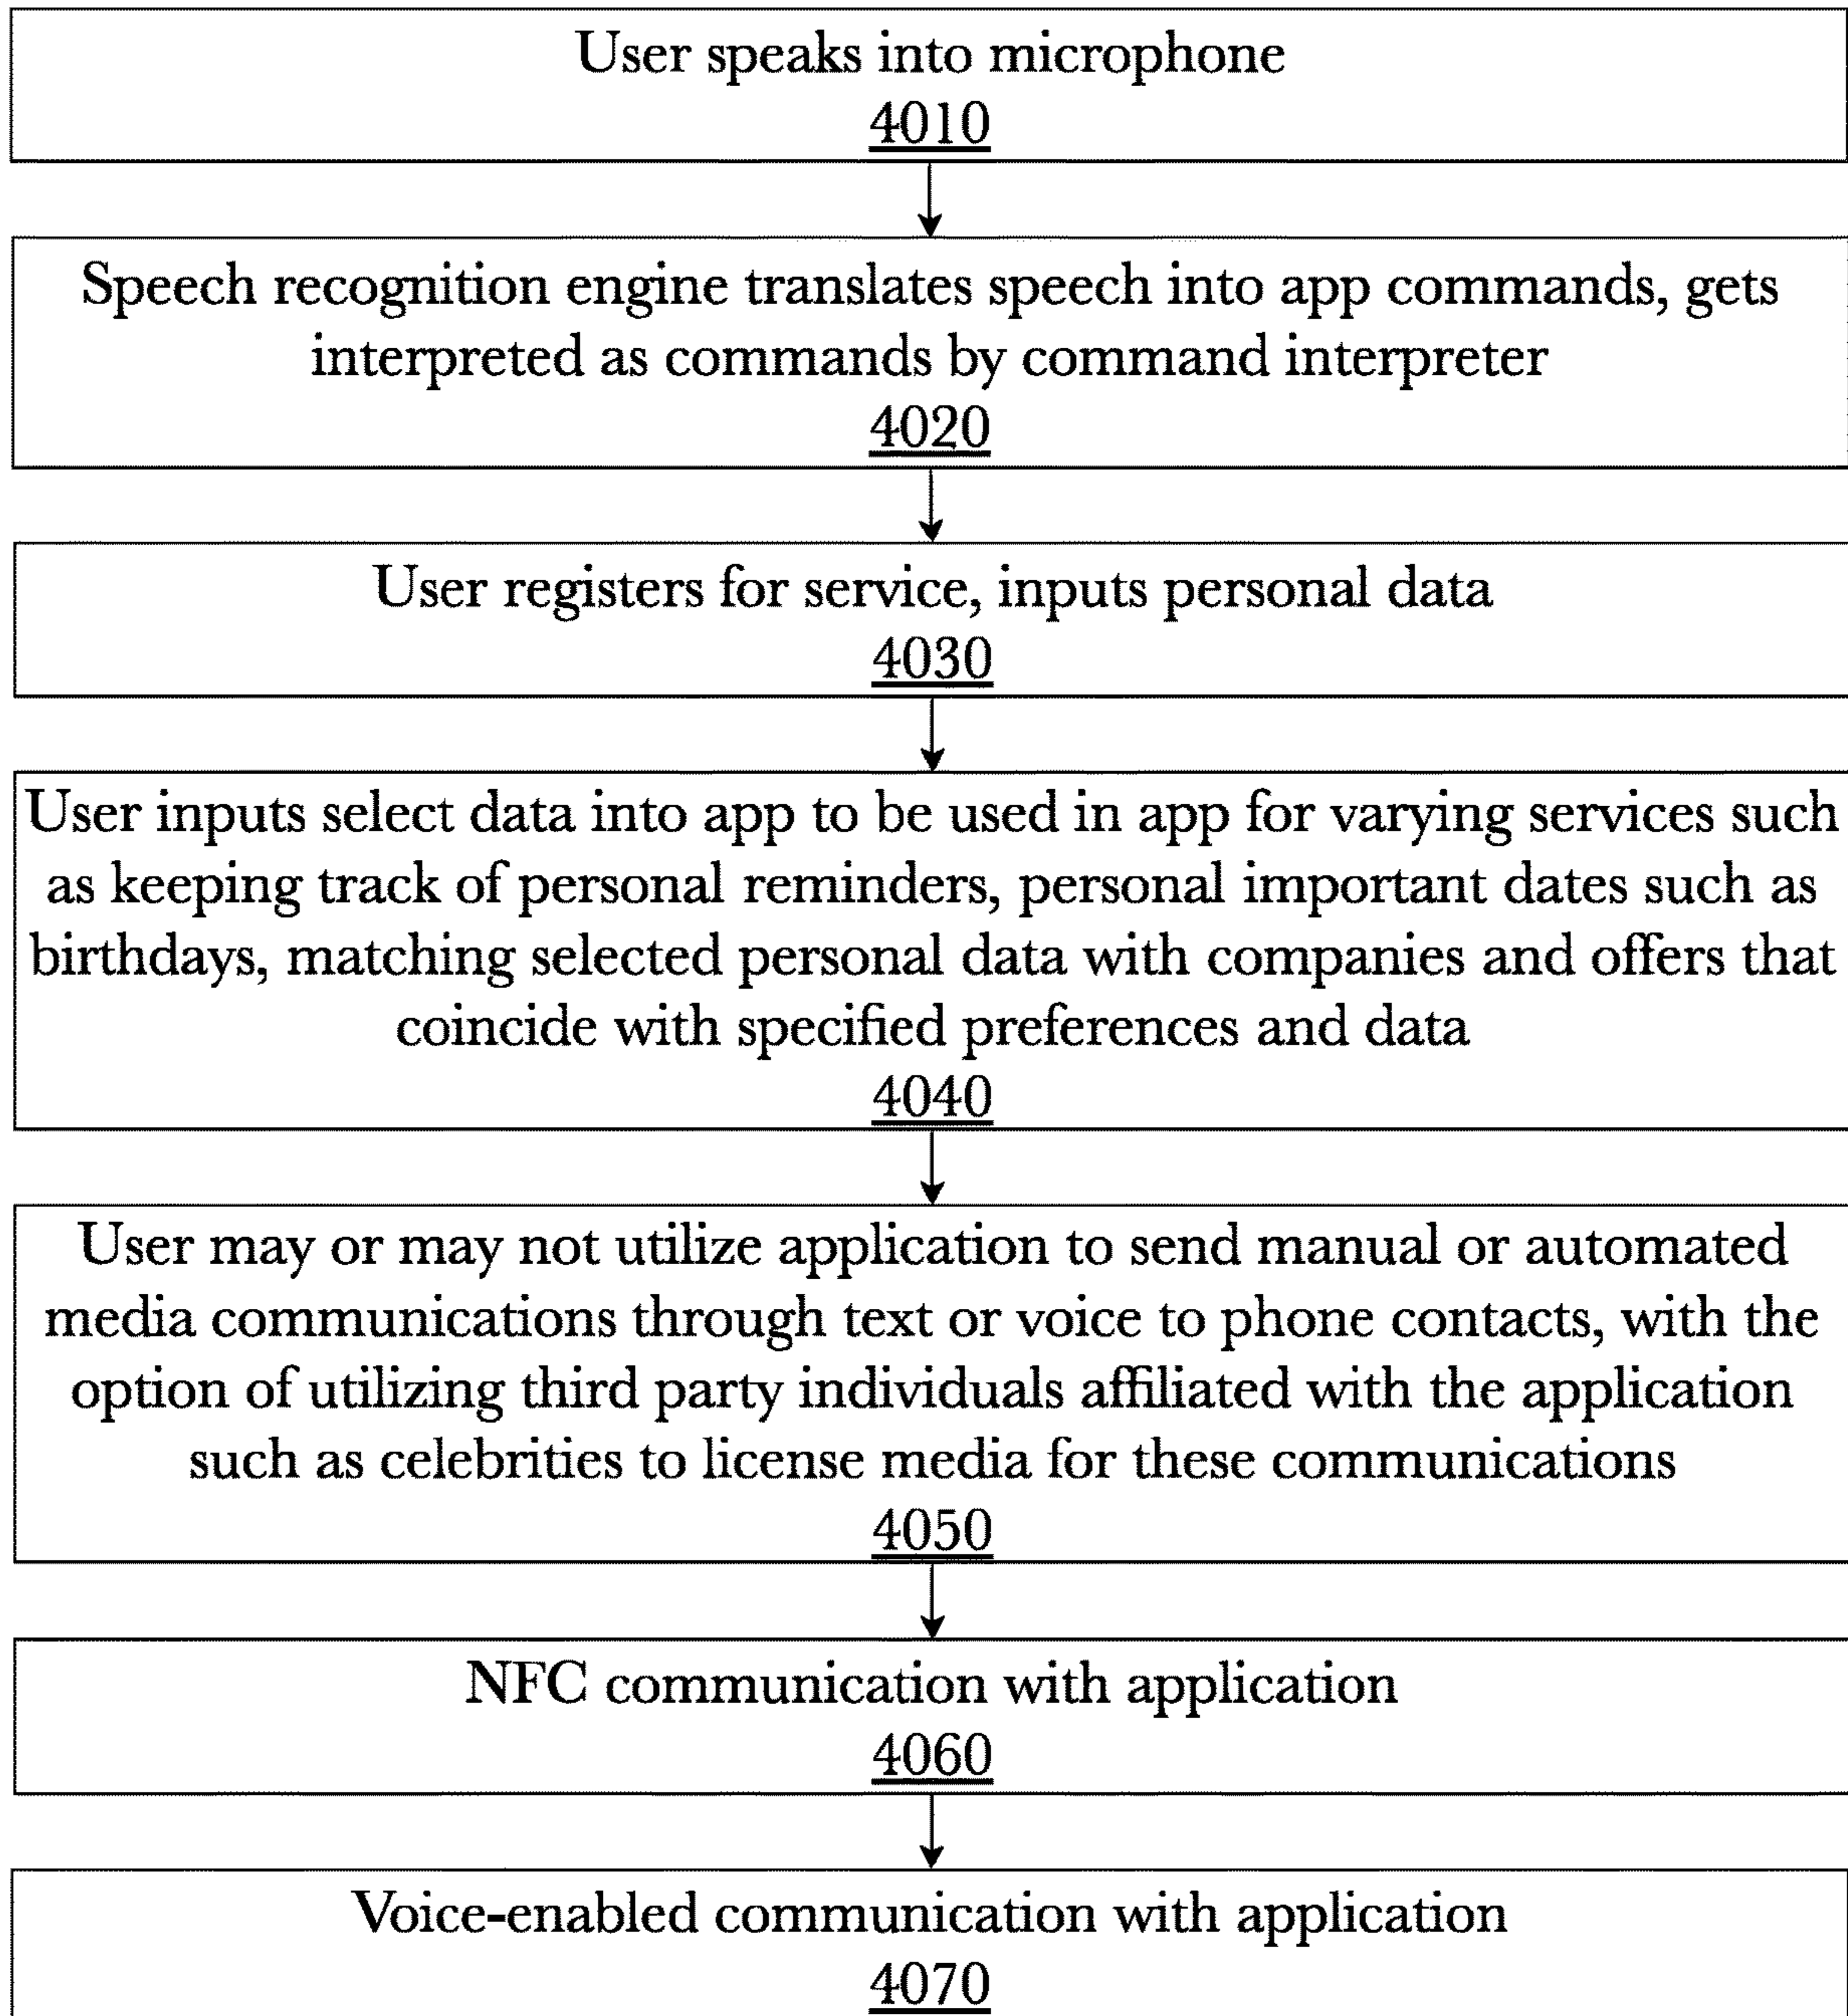 User speaks into microphone
4010
Speech recognition engine translates speech into app commands, gets
interpreted as commands by command interpreter
4020
User registers for service, inputs personal data
4030
User inputs select data into app to be used in app for varying services such
as keeping track of personal reminders, personal important dates such as
birthdays, matching selected personal data with companies and offers that
coincide with specified preferences and data
4040
User may or may not utilize application to send manual or automated
media communications through text or voice to phone contacts, with the
option of utilizing third party individuals affiliated with the application
such as celebrities to license media for these communications
4050
NFC communication with application
4060
Voice-enabled communication with application
4070